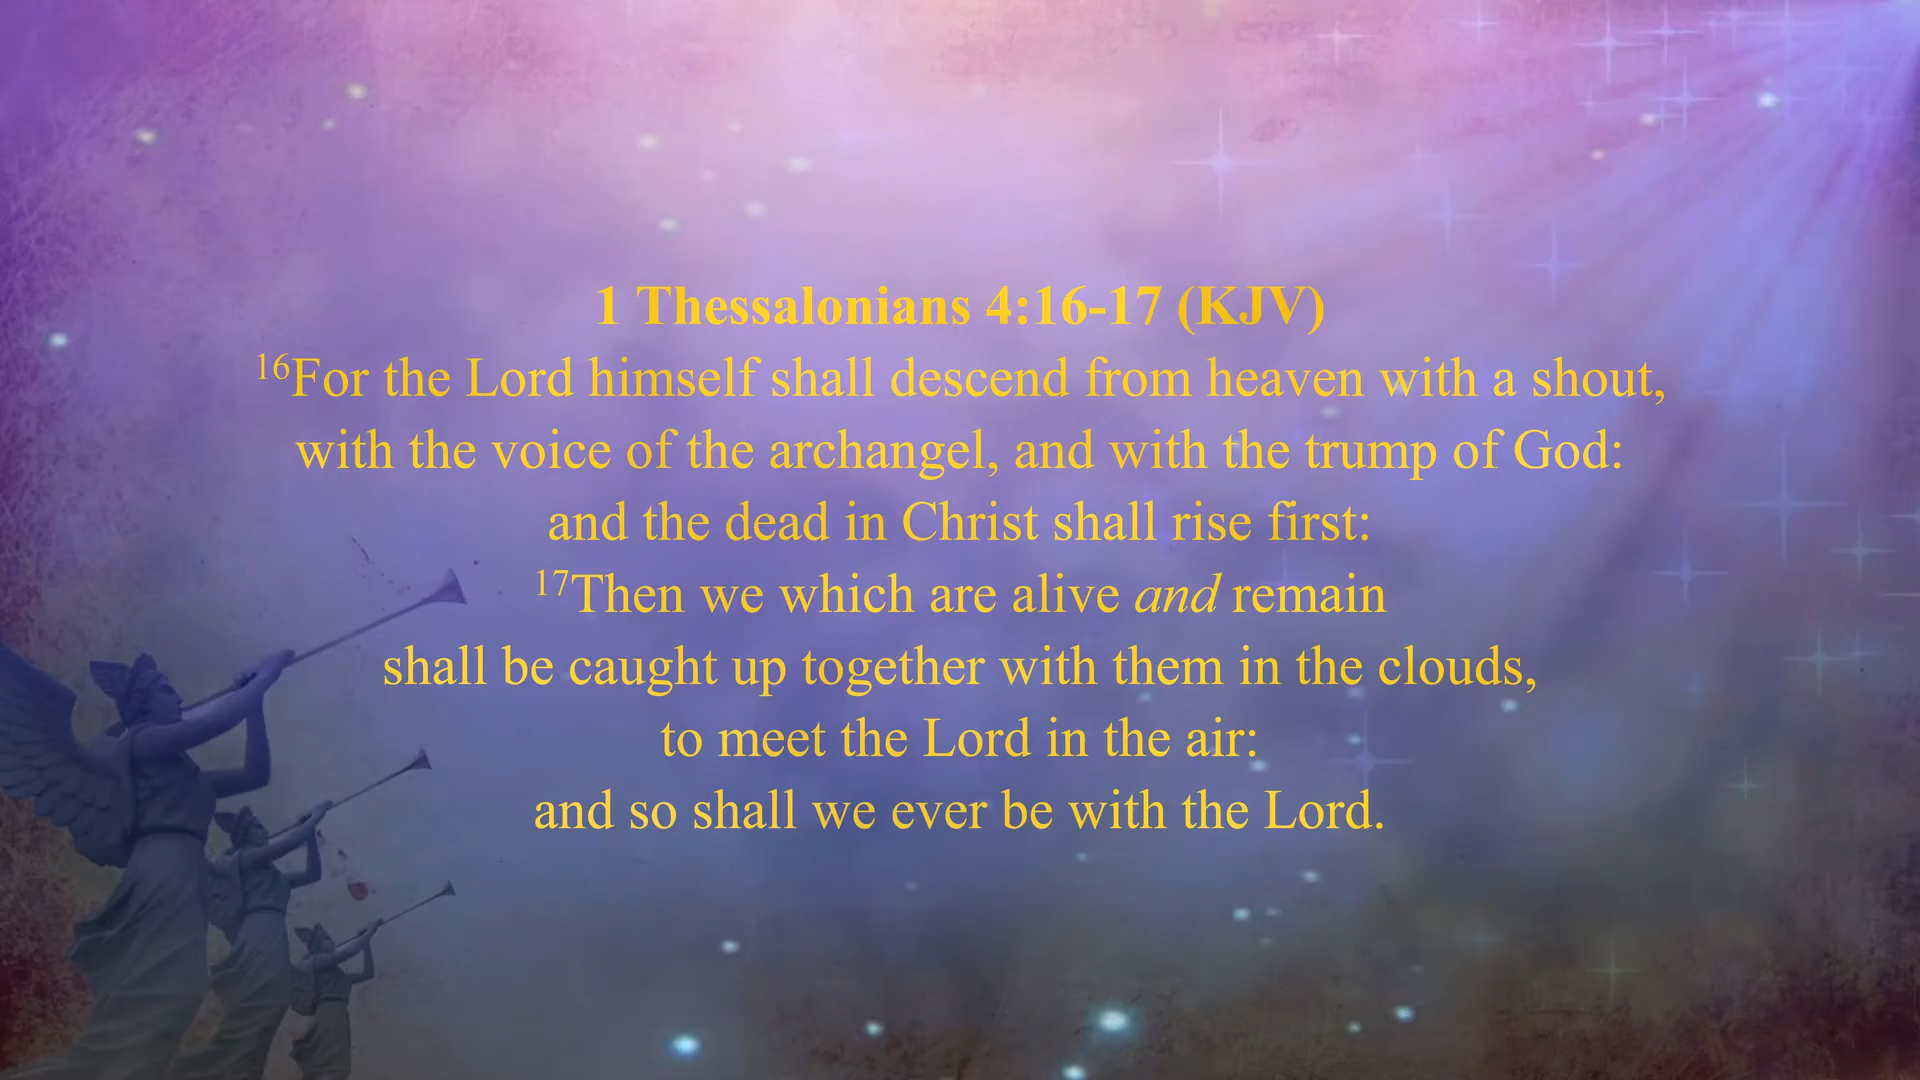 1 Thessalonians 4:16-17 (KJV)
16For the Lord himself shall descend from heaven with a shout,
with the voice of the archangel, and with the trump of God:
and the dead in Christ shall rise first:
17Then we which are alive and remain
shall be caught up together with them in the clouds,
to meet the Lord in the air:
and so shall we ever be with the Lord.